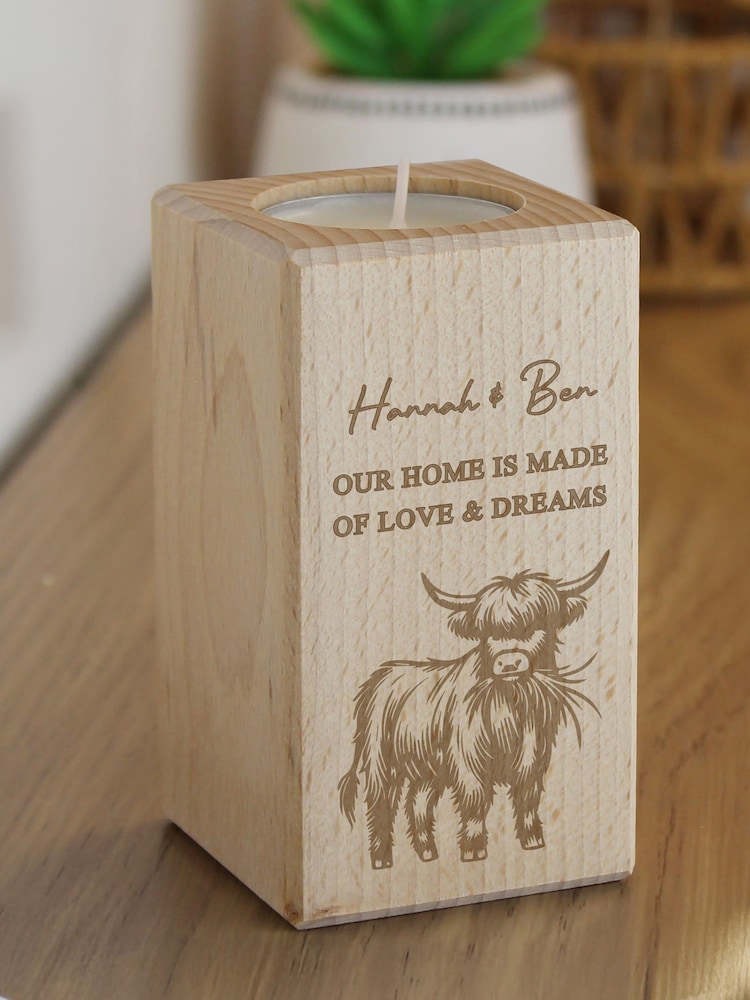 Hannah & Ben
OUR HOME IS MADE
OF LOVE & DREAMS